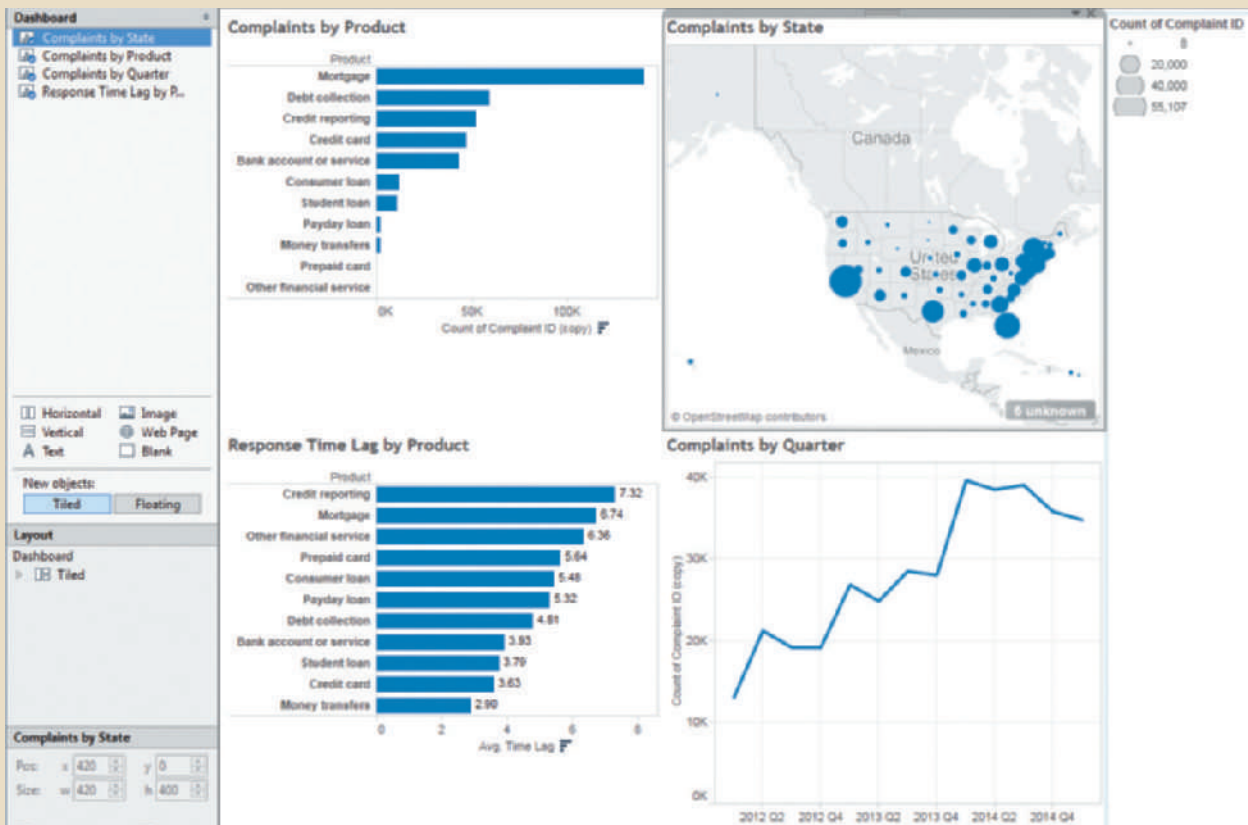 Dashboard
Complaints by State
Complaints by Product
Complaints by Quarter
Response Time Lag by P...
Horizontal
Image
Vertical
Web Page
Text
Blank
New objects:
Tiled
Floating
Layout
Dashboard
Tiled
Complaints by State
Pos: x 420 y 0
Size: w 420 h 400
Complaints by Product
Product
Mortgage
Debt collection
Credit reporting
Credit card
Bank account or service
Consumer loan
Student loan
Payday loan
Money transfers
Prepaid card
Other financial service
0K 50K 100K
Count of Complaint ID (copy)
Complaints by State
Canada
United States
Mexico
© OpenStreetMap contributors
6 unknown
Count of Complaint ID
8
20,000
40,000
55,107
Response Time Lag by Product
Product
Credit reporting 7.32
Mortgage 6.74
Other financial service 6.36
Prepaid card 5.64
Consumer loan 5.48
Payday loan 5.32
Debt collection 4.81
Bank account or service 3.93
Student loan 3.79
Credit card 3.63
Money transfers 2.90
0 2 4 6 8
Avg. Time Lag
Complaints by Quarter
Count of Complaint ID (copy)
40K
30K
20K
10K
0K
2012 Q2 2012 Q4 2013 Q2 2013 Q4 2014 Q2 2014 Q4